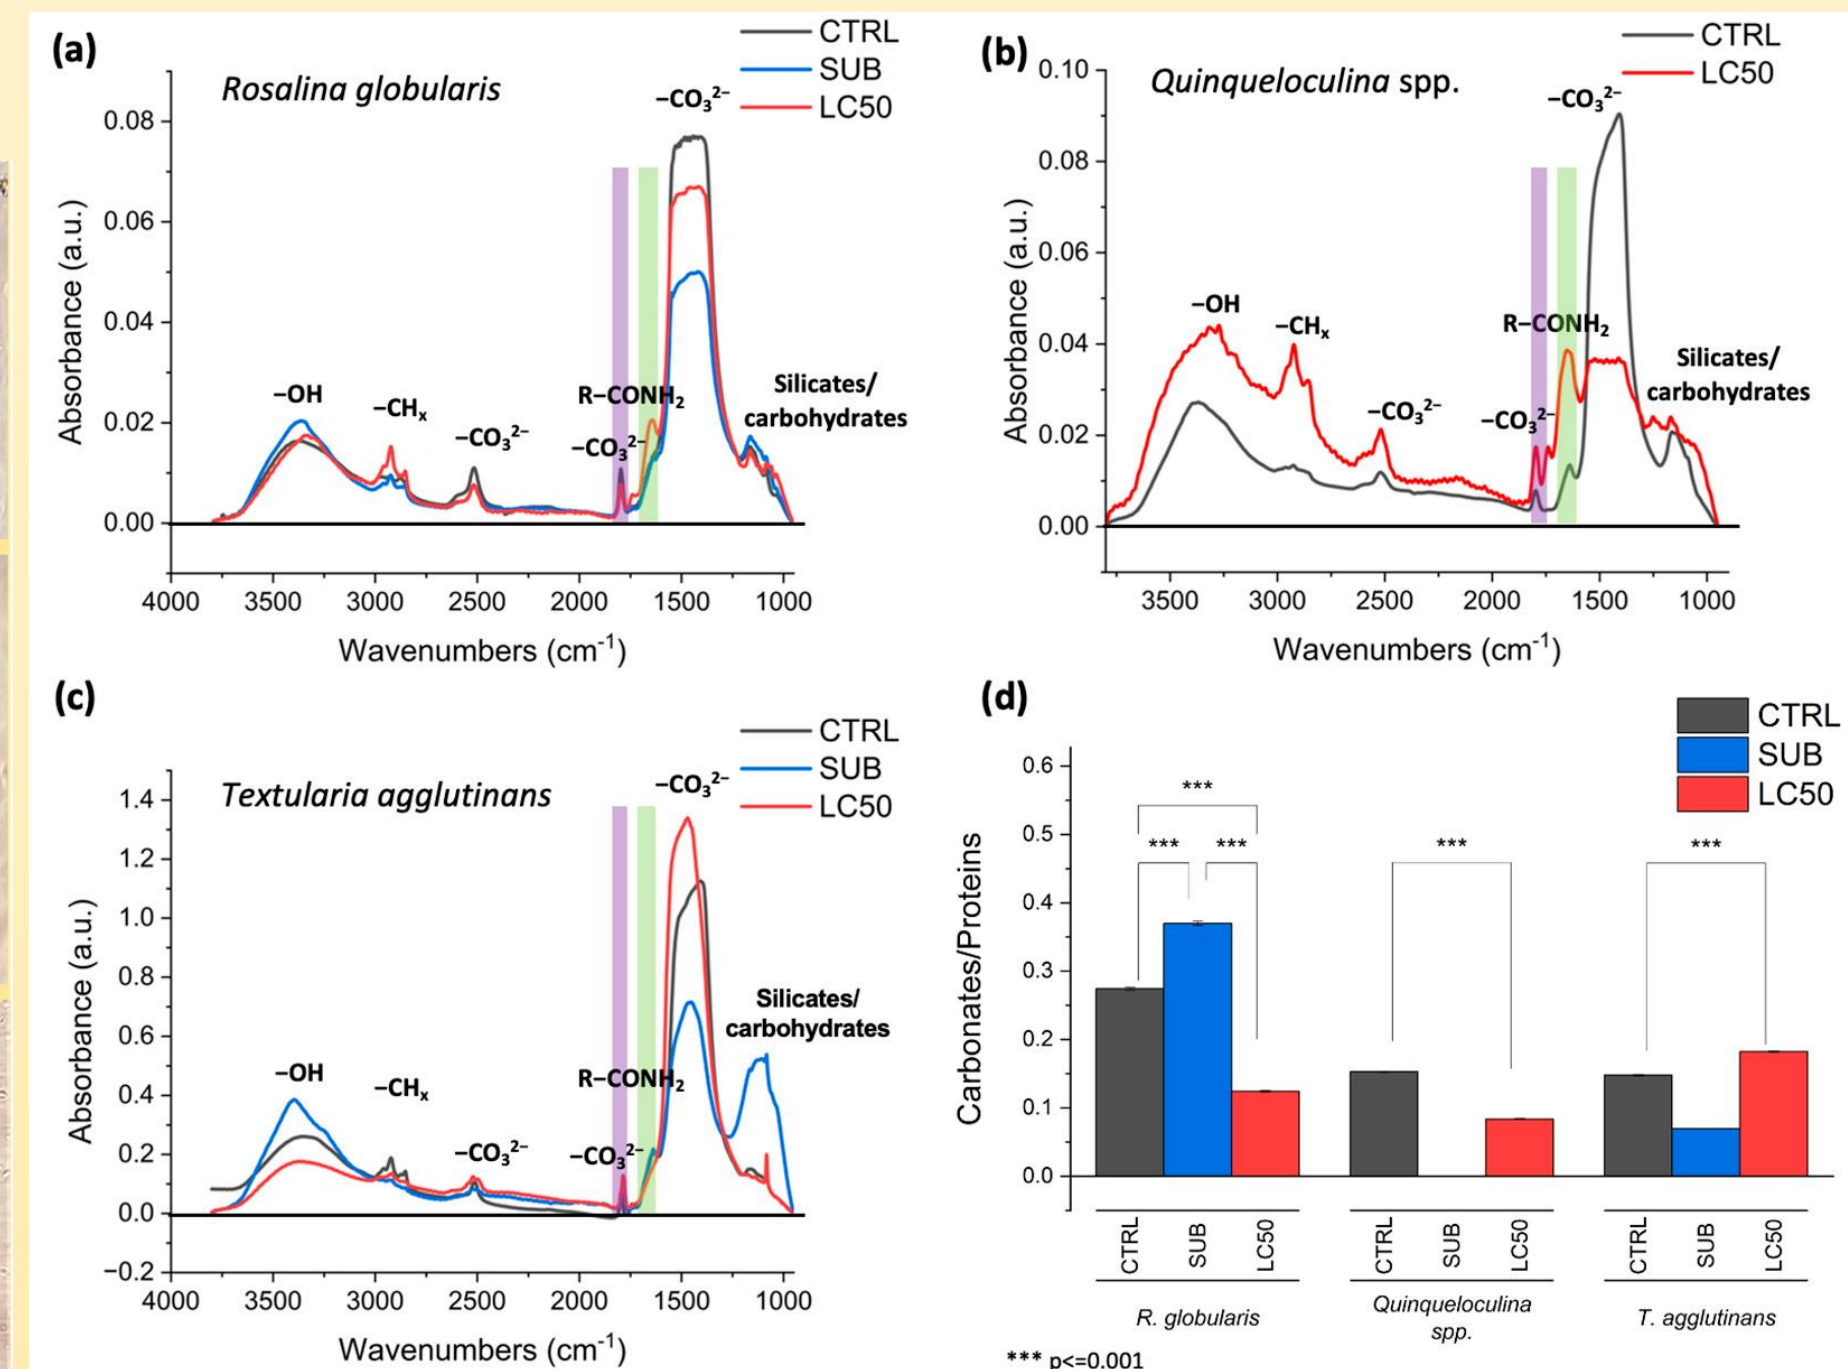 (a)
Rosalina globularis
CTRL
SUB
LC50
−CO₃²⁻
−OH
−CHₓ
−CO₃²⁻
R−CONH₂
−CO₃²⁻
Silicates/
carbohydrates
Absorbance (a.u.)
0.08
0.06
0.04
0.02
0.00
4000 3500 3000 2500 2000 1500 1000
Wavenumbers (cm⁻¹)
(b)
Quinqueloculina spp.
CTRL
LC50
−CO₃²⁻
−OH
−CHₓ
−CO₃²⁻
R−CONH₂
−CO₃²⁻
Silicates/
carbohydrates
Absorbance (a.u.)
0.10
0.08
0.06
0.04
0.02
0.00
3500 3000 2500 2000 1500 1000
Wavenumbers (cm⁻¹)
(c)
Textularia agglutinans
CTRL
SUB
LC50
−CO₃²⁻
−OH
−CHₓ
−CO₃²⁻
R−CONH₂
−CO₃²⁻
Silicates/
carbohydrates
Absorbance (a.u.)
1.4
1.2
1.0
0.8
0.6
0.4
0.2
0.0
−0.2
4000 3500 3000 2500 2000 1500 1000
Wavenumbers (cm⁻¹)
(d)
CTRL
SUB
LC50
Carbonates/Proteins
0.6
0.5
0.4
0.3
0.2
0.1
0.0
***
*** *** *** ***
CTRL SUB LC50 CTRL SUB LC50 CTRL SUB LC50
R. globularis
Quinqueloculina
spp.
T. agglutinans
*** p<=0.001